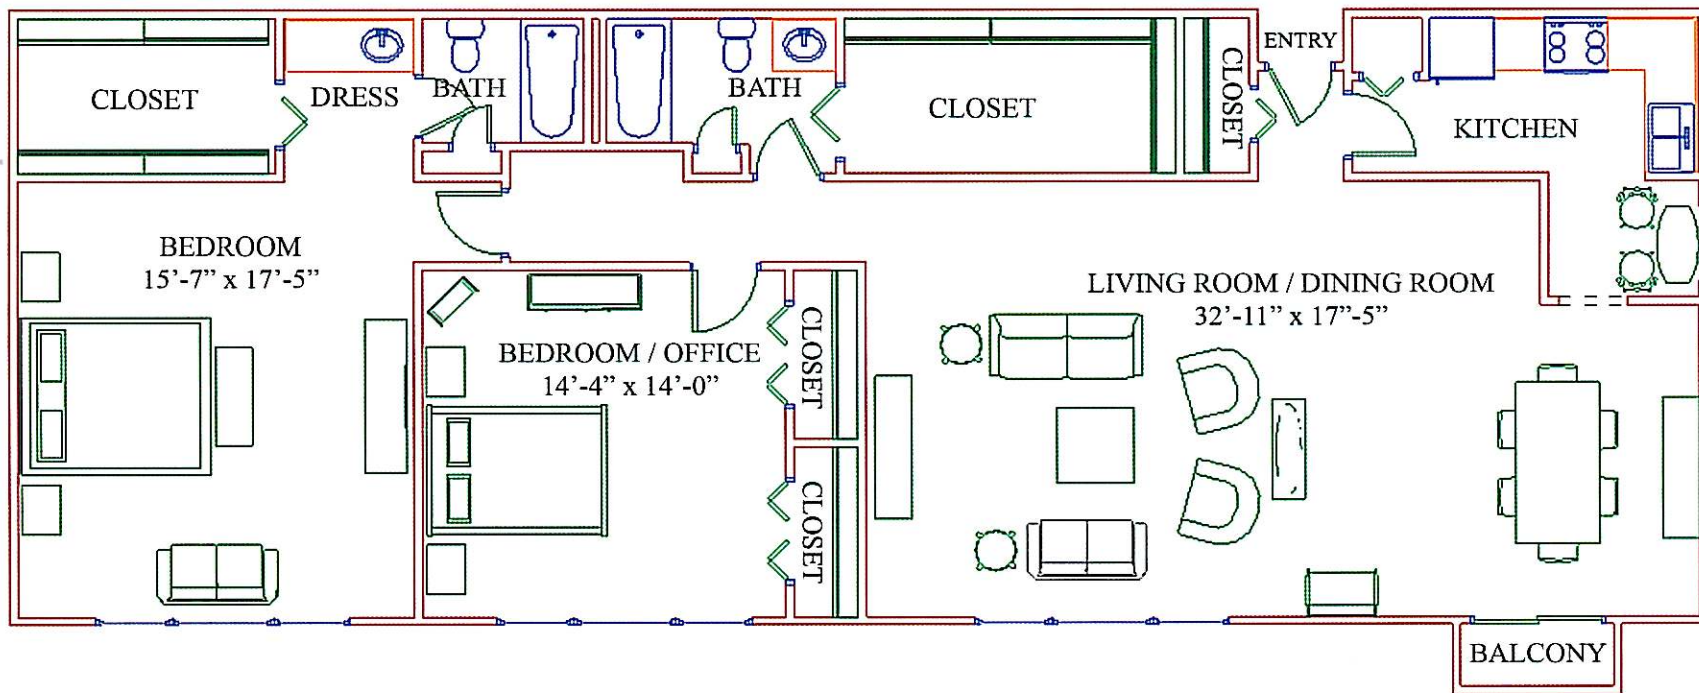 ENTRY
CLOSET
DRESS
BATH
BATH
CLOSET
CLOSET
KITCHEN
BEDROOM
15’-7” x 17’-5”
LIVING ROOM / DINING ROOM
32’-11” x 17”-5”
BEDROOM / OFFICE
14’-4” x 14’-0”
CLOSET
CLOSET
BALCONY